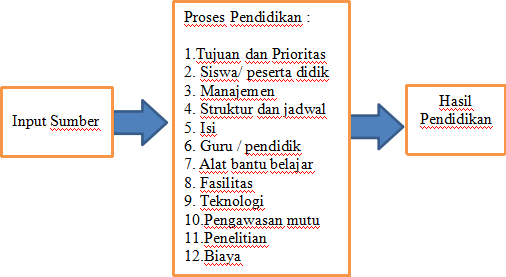 Input Sumber
Proses Pendidikan :
1.Tujuan dan Prioritas
2. Siswa/ peserta didik
3. Manajemen
4. Struktur dan jadwal
5. Isi
6. Guru / pendidik
7. Alat bantu belajar
8. Fasilitas
9. Teknologi
10.Pengawasan mutu
11.Penelitian
12.Biaya
Hasil
Pendidikan